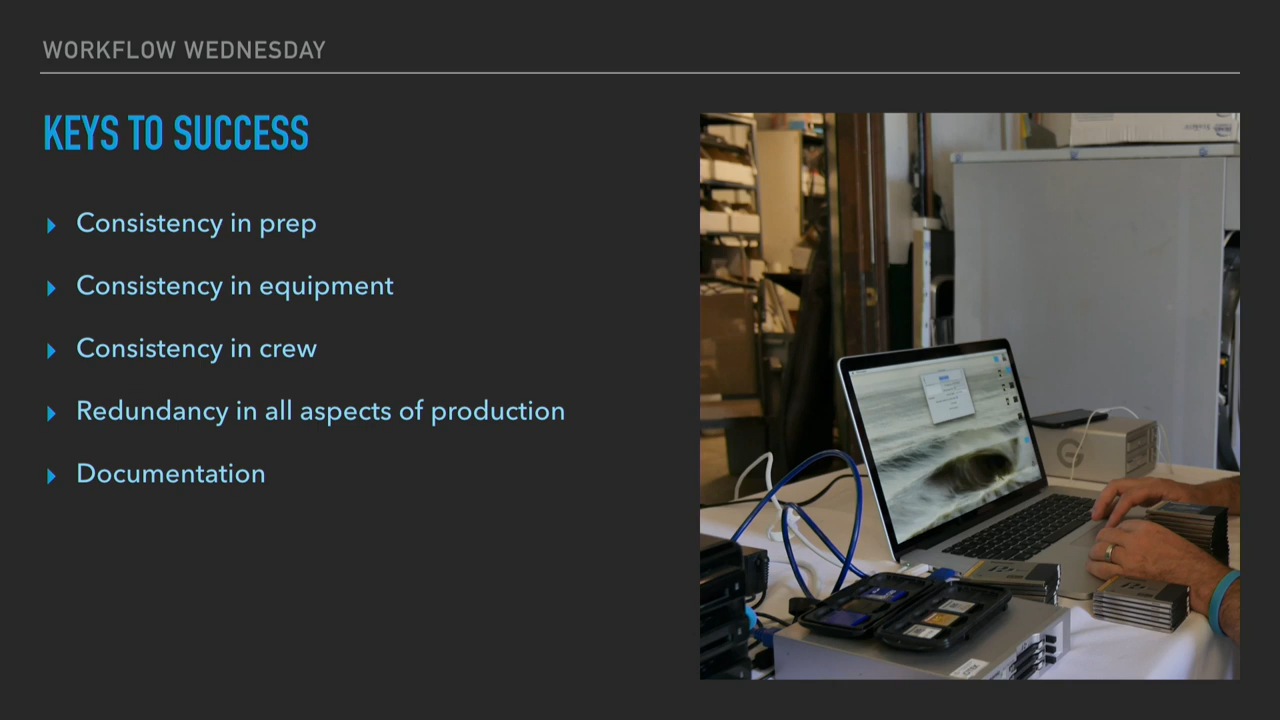 WORKFLOW WEDNESDAY
KEYS TO SUCCESS
Consistency in prep
Consistency in equipment
Consistency in crew
Redundancy in all aspects of production
Documentation